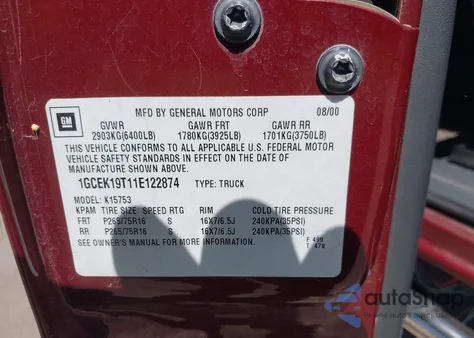 MFD BY GENERAL MOTORS CORP 08/00
GM
GVWR GAWR FRT GAWR RR
2903KG(6400LB) 1780KG(3925LB) 1701KG(3750LB)
THIS VEHICLE CONFORMS TO ALL APPLICABLE U.S. FEDERAL MOTOR
VEHICLE SAFETY STANDARDS IN EFFECT ON THE DATE OF
MANUFACTURE SHOWN ABOVE.
1GCEK19T11E122874 TYPE: TRUCK
MODEL: K15753
KPAM TIRE SIZE SPEED RTG RIM COLD TIRE PRESSURE
FRT P265/75R16 S 16X7/6.5J 240KPA(35PSI)
RR P265/75R16 S 16X7/6.5J 240KPA(35PSI)
SEE OWNER'S MANUAL FOR MORE INFORMATION.
F 499
T 478
autoSnap